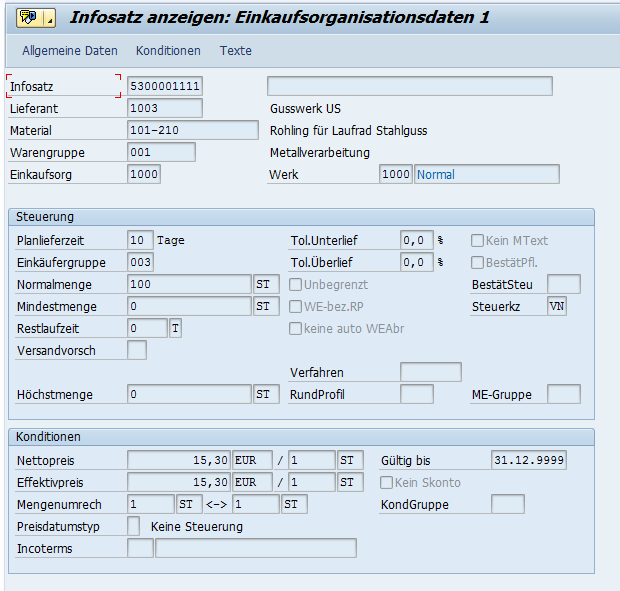 Infosatz anzeigen: Einkaufsorganisationsdaten 1
Allgemeine Daten Konditionen Texte
Infosatz 5300001111
Lieferant 1003 Gusswerk US
Material 101-210 Rohling für Laufrad Stahlguss
Warengruppe 001 Metallverarbeitung
Einkaufsorg 1000 Werk 1000 Normal
Steuerung
Planlieferzeit 10 Tage Tol.Unterlief 0,0 % Kein MText
Einkäufergruppe 003 Tol.Überlief 0,0 % BestätPfl.
Normalmenge 100 ST Unbegrenzt BestätSteu
Mindestmenge 0 ST WE-bez.RP Steuerkz VN
Restlaufzeit 0 T keine auto WEAbr
Versandvorsch
Verfahren
Höchstmenge 0 ST RundProfil ME-Gruppe
Konditionen
Nettopreis 15,30 EUR / 1 ST Gültig bis 31.12.9999
Effektivpreis 15,30 EUR / 1 ST Kein Skonto
Mengenumrech 1 ST <-> 1 ST KondGruppe
Preisdatumstyp Keine Steuerung
Incoterms